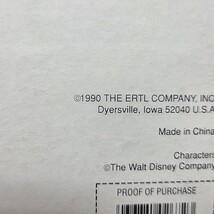 ©1990 THE ERTL COMPANY, INC
Dyersville, Iowa 52040 U.S.A
Made in China
Characters
©The Walt Disney Company
PROOF OF PURCHASE